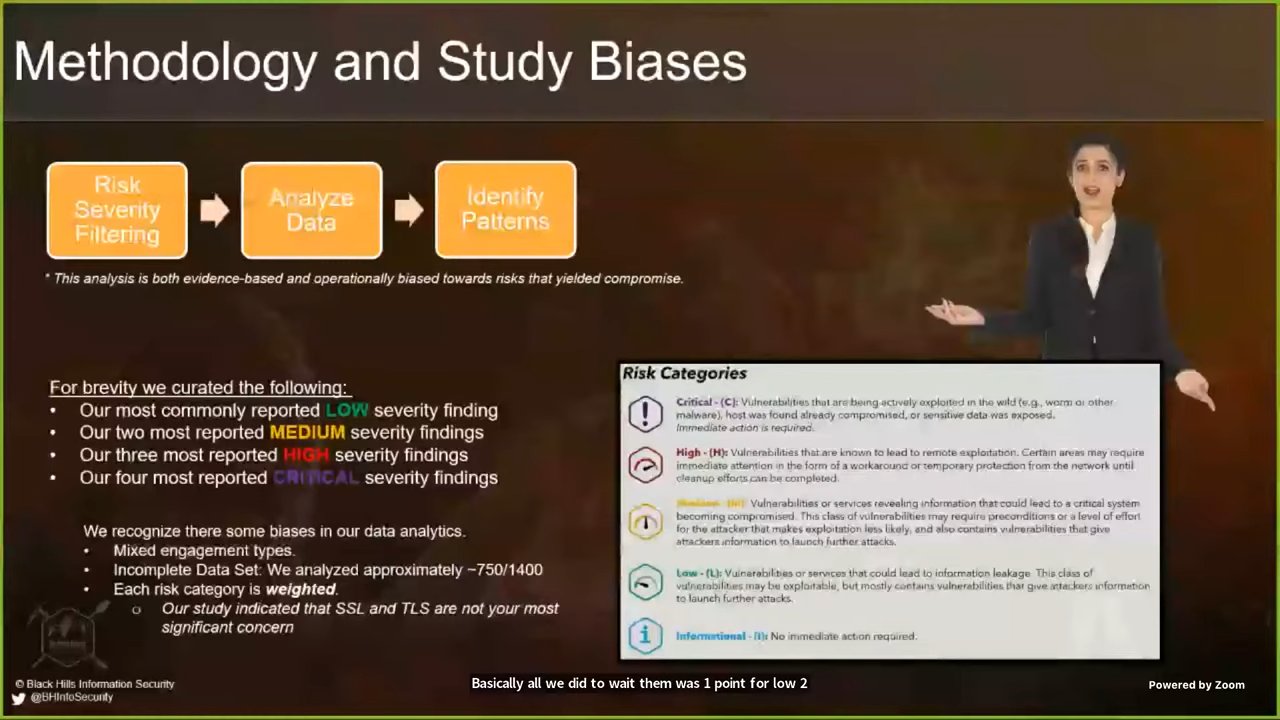 Methodology and Study Biases
Risk
Severity
Filtering
Analyze
Data
Identify
Patterns
* This analysis is both evidence-based and operationally biased towards risks that yielded compromise.
For brevity we curated the following:
• Our most commonly reported LOW severity finding
• Our two most reported MEDIUM severity findings
• Our three most reported HIGH severity findings
• Our four most reported CRITICAL severity findings
We recognize there some biases in our data analytics.
• Mixed engagement types.
• Incomplete Data Set: We analyzed approximately ~750/1400
• Each risk category is weighted.
o Our study indicated that SSL and TLS are not your most
significant concern
Risk Categories
Critical - (C): Vulnerabilities that are being actively exploited in the wild (e.g., worm or other
malware), host was found already compromised, or sensitive data was exposed.
Immediate action is required.
High - (H): Vulnerabilities that are known to lead to remote exploitation. Certain areas may require
immediate attention in the form of a workaround or temporary protection from the network until
cleanup efforts can be completed.
Medium - (M): Vulnerabilities or services revealing information that could lead to a critical system
becoming compromised. This class of vulnerabilities may require preconditions or a level of effort
for the attacker that makes exploitation less likely, and also contains vulnerabilities that give
attackers information to launch further attacks.
Low - (L): Vulnerabilities or services that could lead to information leakage. This class of
vulnerabilities may be exploitable, but mostly contains vulnerabilities that give attackers information
to launch further attacks.
Informational - (I): No immediate action required.
© Black Hills Information Security
@BHInfoSecurity
Basically all we did to wait them was 1 point for low 2
Powered by Zoom